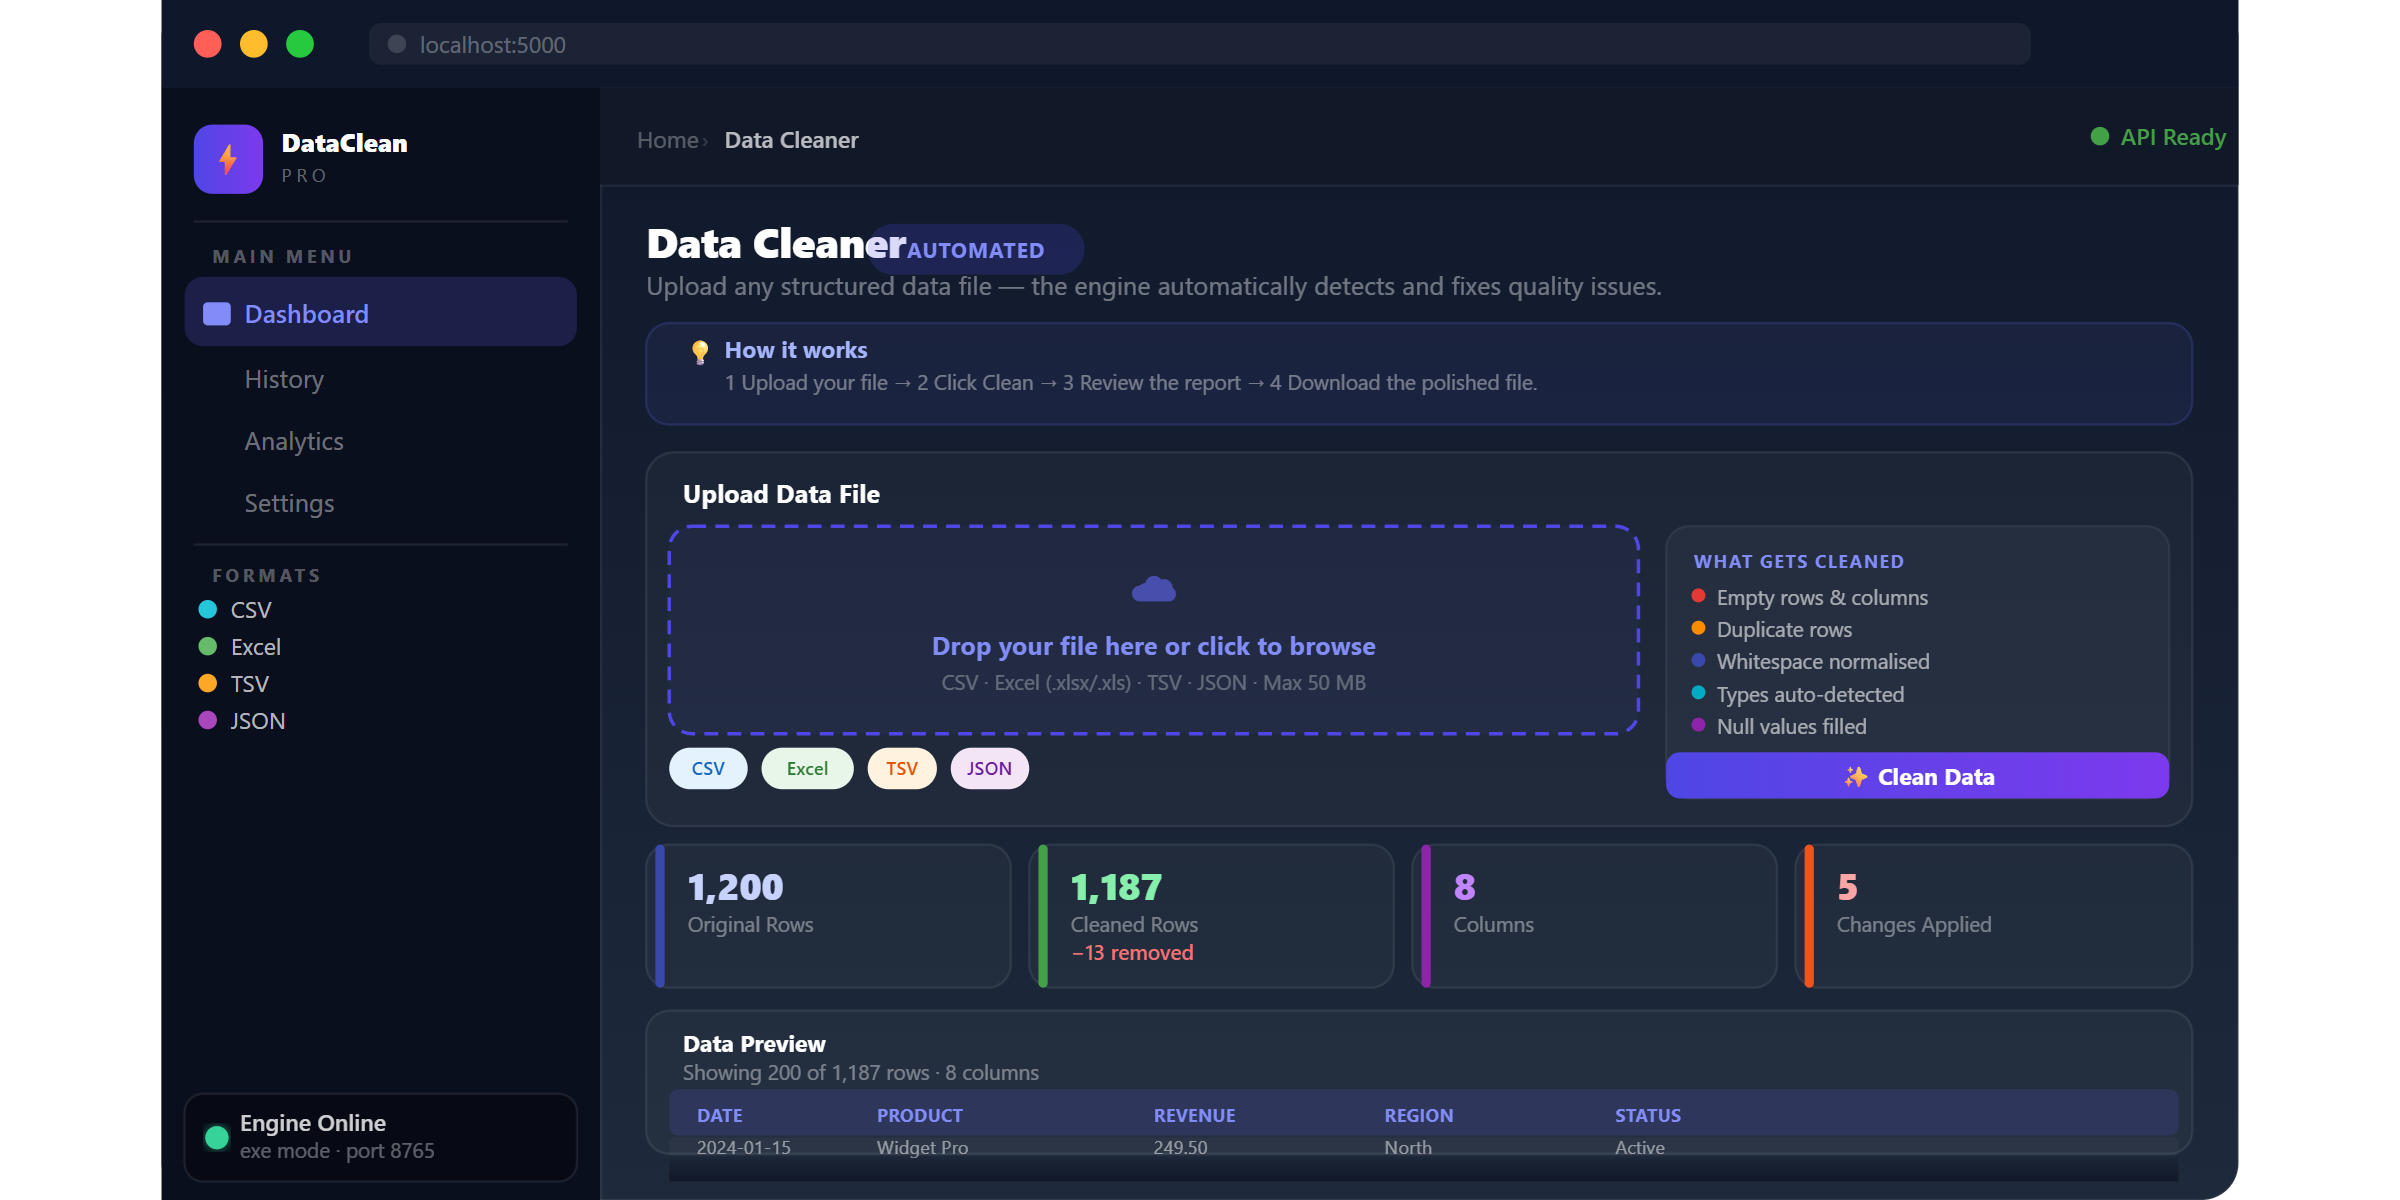 localhost:5000
DataClean
PRO
MAIN MENU
Dashboard
History
Analytics
Settings
FORMATS
CSV
Excel
TSV
JSON
Engine Online
exe mode · port 8765
Home › Data Cleaner
API Ready
Data Cleaner AUTOMATED
Upload any structured data file — the engine automatically detects and fixes quality issues.
How it works
1 Upload your file → 2 Click Clean → 3 Review the report → 4 Download the polished file.
Upload Data File
Drop your file here or click to browse
CSV · Excel (.xlsx/.xls) · TSV · JSON · Max 50 MB
CSV Excel TSV JSON
WHAT GETS CLEANED
Empty rows & columns
Duplicate rows
Whitespace normalised
Types auto-detected
Null values filled
✨ Clean Data
1,200
Original Rows
1,187
Cleaned Rows
−13 removed
8
Columns
5
Changes Applied
Data Preview
Showing 200 of 1,187 rows · 8 columns
DATE PRODUCT REVENUE REGION STATUS
2024-01-15 Widget Pro 249.50 North Active